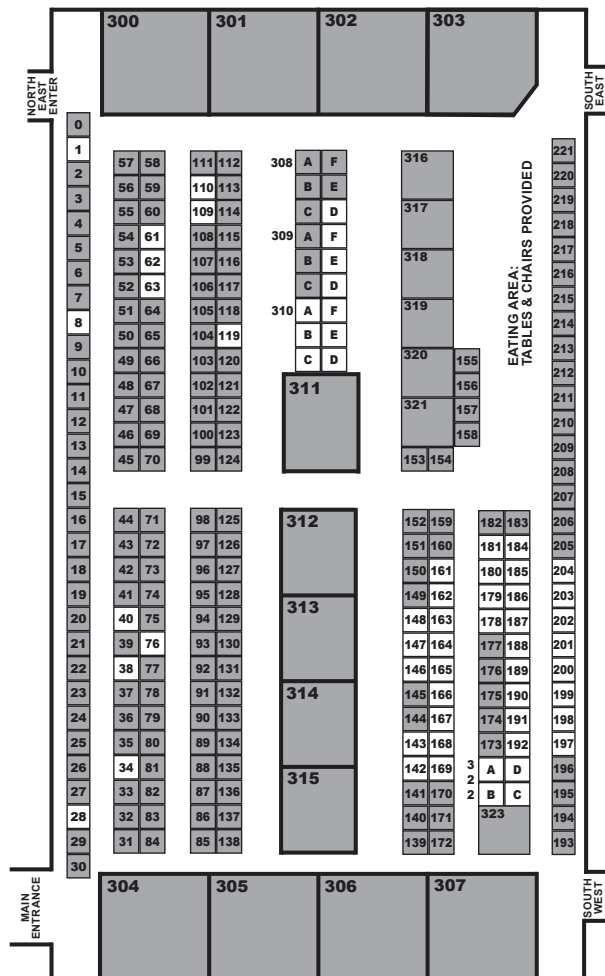 300 301 302 303
NORTH EAST ENTER
SOUTH EAST
0
1 57 58 111 112 308 A F 316 221
2 56 59 110 113 B E 220
3 55 60 109 114 C D 317 219
4 54 61 108 115 309 A F 218
5 53 62 107 116 B E 318 217
6 52 63 106 117 C D 216
7 51 64 105 118 310 A F 319 215
8 50 65 104 119 B E 214
9 49 66 103 120 C D 320 155 213
10 48 67 102 121 311 156 212
11 47 68 101 122 321 157 211
12 46 69 100 123 158 210
13 45 70 99 124 153 154 209
EATING AREA:
TABLES & CHAIRS PROVIDED
14 208
15 207
16 44 71 98 125 312 152 159 182 183 206
17 43 72 97 126 151 160 181 184 205
18 42 73 96 127 150 161 180 185 204
19 41 74 95 128 313 149 162 179 186 203
20 40 75 94 129 148 163 178 187 202
21 39 76 93 130 147 164 177 188 201
22 38 77 92 131 146 165 176 189 200
23 37 78 91 132 314 145 166 175 190 199
24 36 79 90 133 144 167 174 191 198
25 35 80 89 134 143 168 173 192 197
26 34 81 88 135 315 142 169 322 A D 196
27 33 82 87 136 141 170 B C 195
28 32 83 86 137 140 171 323 194
29 31 84 85 138 139 172 193
30
MAIN ENTRANCE
SOUTH WEST
304 305 306 307